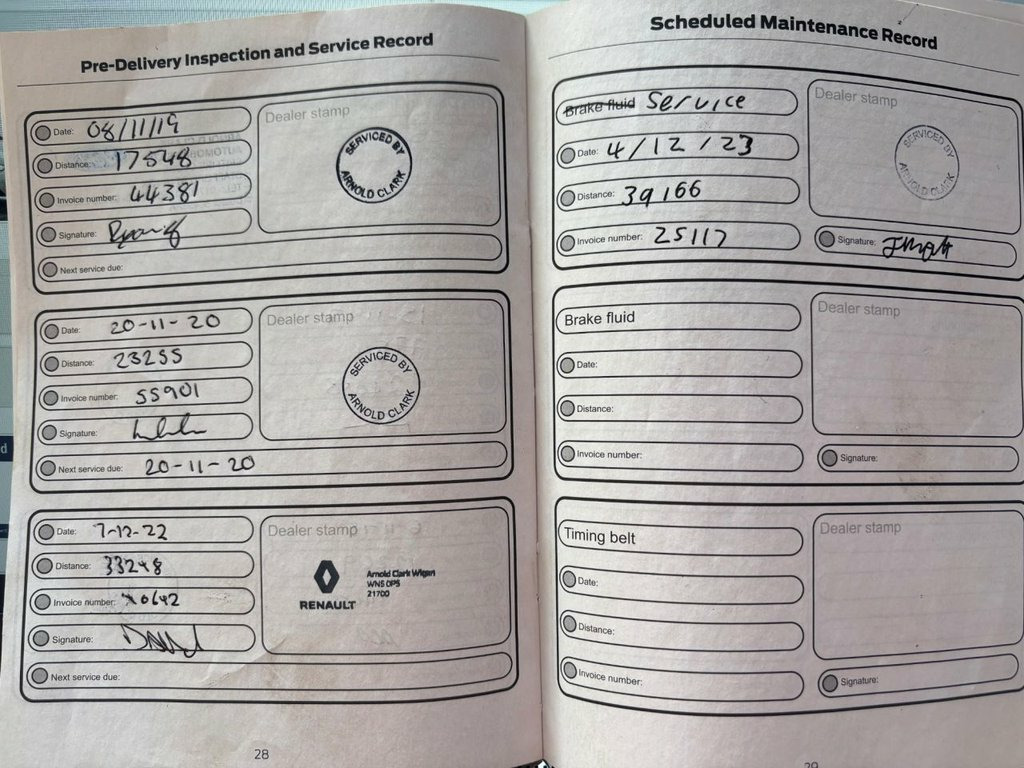 Pre-Delivery Inspection and Service Record
Date: 08/11/19
Distance: 17548
Invoice number: 44381
Signature:
Next service due:
Dealer stamp
SERVICED BY
ARNOLD CLARK
Date: 20-11-20
Distance: 23255
Invoice number: 55901
Signature:
Next service due: 20-11-20
Dealer stamp
SERVICED BY
ARNOLD CLARK
Date: 7-12-22
Distance: 33248
Invoice number:
Signature:
Next service due:
Dealer stamp
RENAULT
Arnold Clark Wigan
WNS OPS
21700
28
Scheduled Maintenance Record
Brake fluid Service
Date: 4/12/23
Distance: 39166
Invoice number: 25117
Dealer stamp
SERVICED BY
ARNOLD CLARK
Signature:
Brake fluid
Date:
Distance:
Invoice number:
Dealer stamp
Signature:
Timing belt
Date:
Distance:
Invoice number:
Dealer stamp
Signature:
29